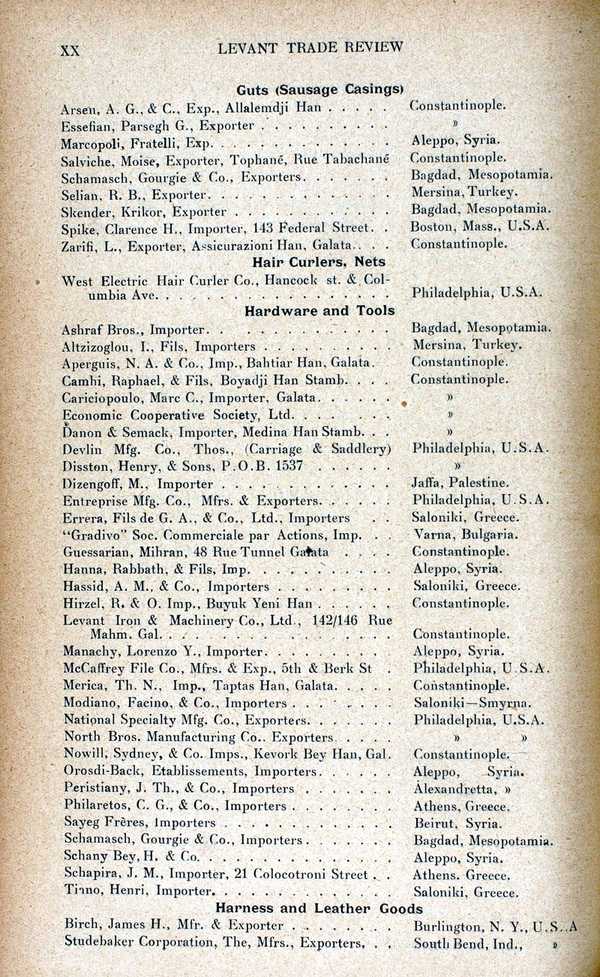 XX LEVANT TRADE REVIEW
Guts (Sausage Casings)
Arsen, A. G., & C., Exp., Allalemdji Han . . . . . Constantinople.
Essefian, Parsegh G., Exporter . . . . . . . . . . »
Marcopoli, Fratelli, Exp. . . . . . . . . . . . . . Aleppo, Syria.
Salviche, Moise, Exporter, Tophané, Rue Tabachané Constantinople.
Schamasch, Gourgie & Co., Exporters. . . . . . . Bagdad, Mesopotamia.
Selian, R. B., Exporter. . . . . . . . . . . . . . Mersina, Turkey.
Skender, Krikor, Exporter . . . . . . . . . . . . Bagdad, Mesopotamia.
Spike, Clarence H., Importer, 143 Federal Street. . Boston, Mass., U.S.A.
Zarifi, L., Exporter, Assicurazioni Han, Galata. . . . Constantinople.
Hair Curlers, Nets
West Electric Hair Curler Co., Hancock st. & Col-
umbia Ave. . . . . . . . . . . . . . . . . . Philadelphia, U.S.A.
Hardware and Tools
Ashraf Bros., Importer. . . . . . . . . . . . . . Bagdad, Mesopotamia.
Altzizoglou, I., Fils, Importers . . . . . . . . . . Mersina, Turkey.
Aperguis, N. A. & Co., Imp., Bahtiar Han, Galata. Constantinople.
Camhi, Raphael, & Fils, Boyadji Han Stamb. . . . Constantinople.
Cariciopoulo, Marc C., Importer, Galata. . . . . . »
Economic Cooperative Society, Ltd. . . . . . . . . »
Danon & Semack, Importer, Medina Han Stamb. . . »
Devlin Mfg. Co., Thos., (Carriage & Saddlery) Philadelphia, U.S.A.
Disston, Henry, & Sons, P.O.B. 1537 . . . . . . »
Dizengoff, M., Importer . . . . . . . . . . . . . Jaffa, Palestine.
Entreprise Mfg. Co., Mfrs. & Exporters. . . . . . Philadelphia, U.S.A.
Errera, Fils de G. A., & Co., Ltd., Importers . . Saloniki, Greece.
"Gradivo" Soc. Commerciale par Actions, Imp. . . Varna, Bulgaria.
Guessarian, Mihran, 48 Rue Tunnel Galata . . . . Constantinople.
Hanna, Rabbath, & Fils, Imp. . . . . . . . . . . Aleppo, Syria.
Hassid, A. M., & Co., Importers . . . . . . . . . Saloniki, Greece.
Hirzel, R. & O. Imp., Buyuk Yeni Han . . . . . . Constantinople.
Levant Iron & Machinery Co., Ltd., 142/146 Rue
Mahm. Gal. . . . . . . . . . . . . . . . . . Constantinople.
Manachy, Lorenzo Y., Importer. . . . . . . . . . Aleppo, Syria.
McCaffrey File Co., Mfrs. & Exp., 5th & Berk St . Philadelphia, U.S.A.
Merica, Th. N., Imp., Taptas Han, Galata. . . . . Constantinople.
Modiano, Facino, & Co., Importers . . . . . . . . Saloniki—Smyrna.
National Specialty Mfg. Co., Exporters. . . . . . . Philadelphia, U.S.A.
North Bros. Manufacturing Co.. Exporters. . . . . » »
Nowill, Sydney, & Co. Imps., Kevork Bey Han, Gal. Constantinople.
Orosdi-Back, Etablissements, Importers. . . . . . Aleppo, Syria.
Peristiany, J. Th., & Co., Importers . . . . . . . Alexandretta, »
Philaretos, C. G., & Co., Importers . . . . . . . . Athens, Greece.
Sayeg Frères, Importers . . . . . . . . . . . . . Beirut, Syria.
Schamasch, Gourgie & Co., Importers. . . . . . . Bagdad, Mesopotamia.
Schany Bey, H. & Co. . . . . . . . . . . . . . . Aleppo, Syria.
Schapira, J. M., Importer, 21 Colocotroni Street . . Athens. Greece.
Tiano, Henri, Importer. . . . . . . . . . . . . . Saloniki, Greece.
Harness and Leather Goods
Birch, James H., Mfr. & Exporter . . . . . . . . Burlington, N. Y., U.S.A
Studebaker Corporation, The, Mfrs., Exporters. . . South Bend, Ind., »